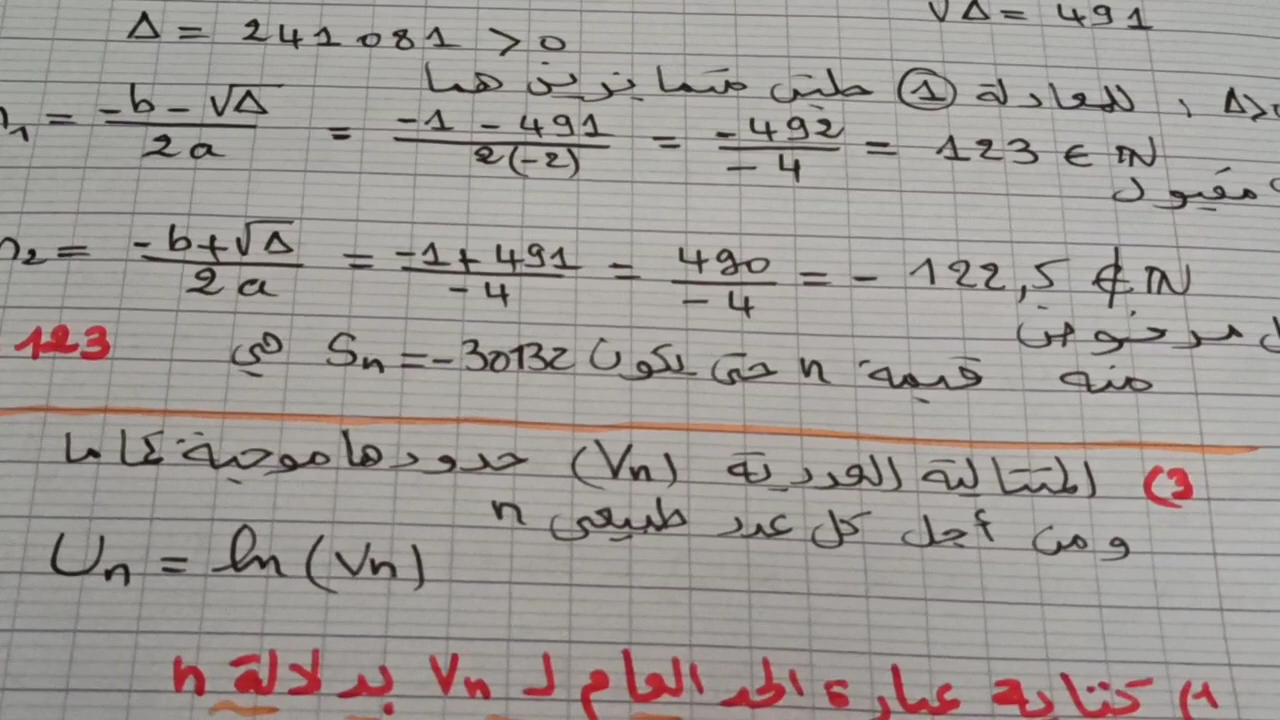 √Δ = 491
Δ = 241081 > 0
Δ>0 , للمعادلة ① حلين متمايزين هما
n₁ = (-b - √Δ)/(2a) = (-1 - 491)/(2(-2)) = (-492)/(-4) = 123 ∈ ℕ
مقبول
n₂ = (-b + √Δ)/(2a) = (-1 + 491)/(-4) = 490/(-4) = - 122,5 ∉ ℕ
مرفوض
منه قيمة n حتى يكون Sₙ = -30132 هي 123
3) المتتالية العددية (Vₙ) حدودها موجبة تماما
ومن أجل كل عدد طبيعي n
Uₙ = ln(Vₙ)
1) كتابة عبارة الحد العام لـ Vₙ بدلالة n